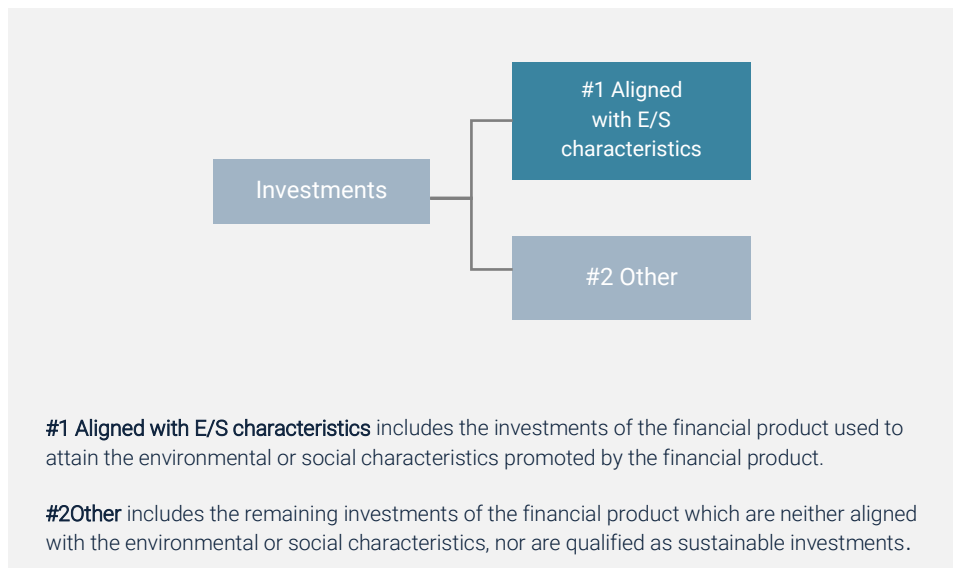 #1 Aligned
with E/S
characteristics
Investments
#2 Other
#1 Aligned with E/S characteristics includes the investments of the financial product used to
attain the environmental or social characteristics promoted by the financial product.
#2Other includes the remaining investments of the financial product which are neither aligned
with the environmental or social characteristics, nor are qualified as sustainable investments.